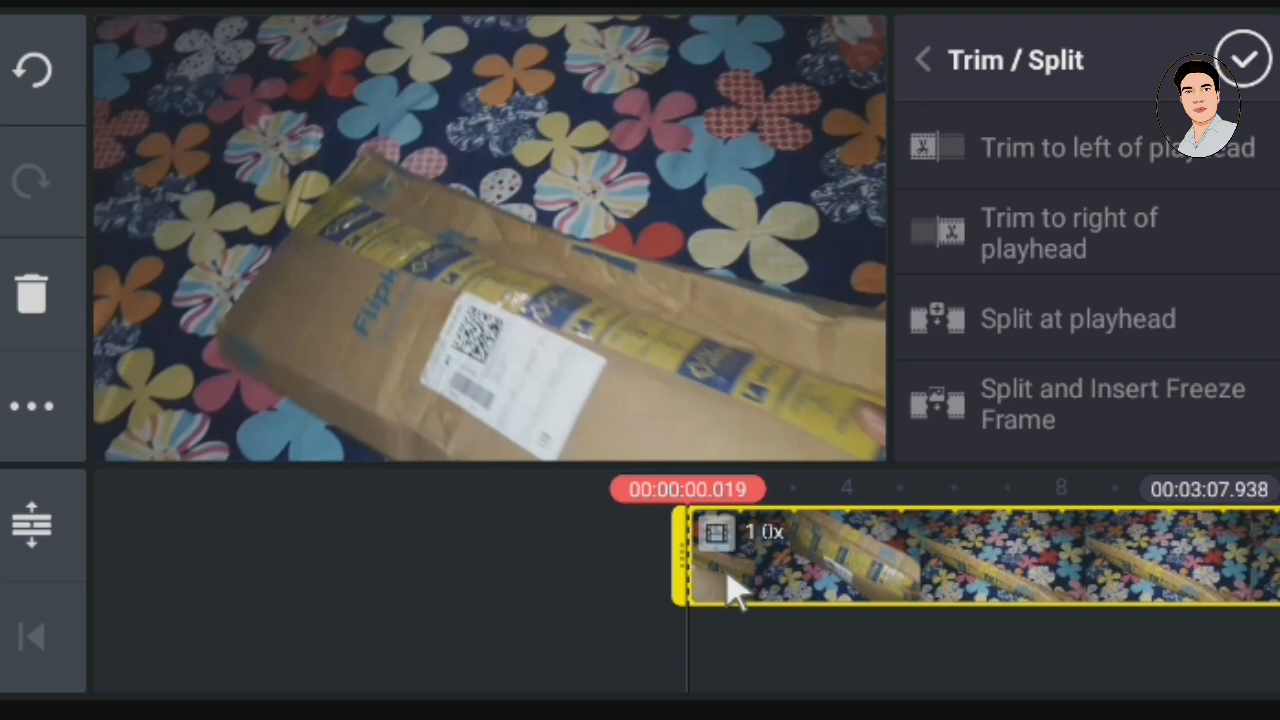 Trim / Split
Trim to left of playhead
Trim to right of
playhead
Split at playhead
Split and Insert Freeze
Frame
00:00:00.019
4
8
00:03:07.938
1.0x